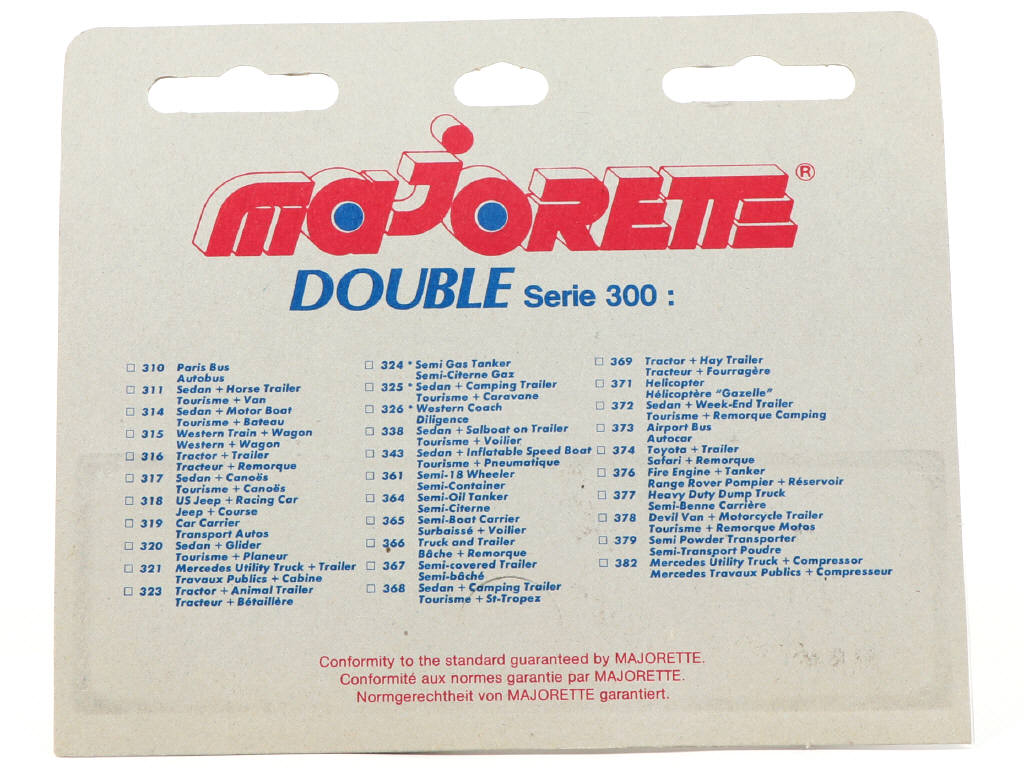 MAJORETTE ®
DOUBLE Serie 300 :
310 Paris Bus
Autobus
311 Sedan + Horse Trailer
Tourisme + Van
314 Sedan + Motor Boat
Tourisme + Bateau
315 Western Train + Wagon
Western + Wagon
316 Tractor + Trailer
Tracteur + Remorque
317 Sedan + Canoës
Tourisme + Canoës
318 US Jeep + Racing Car
Jeep + Course
319 Car Carrier
Transport Autos
320 Sedan + Glider
Tourisme + Planeur
321 Mercedes Utility Truck + Trailer
Travaux Publics + Cabine
323 Tractor + Animal Trailer
Tracteur + Bétaillère
324 * Semi Gas Tanker
Semi-Citerne Gaz
325 * Sedan + Camping Trailer
Tourisme + Caravane
326 * Western Coach
Diligence
338 Sedan + Salboat on Trailer
Tourisme + Voilier
343 Sedan + Inflatable Speed Boat
Tourisme + Pneumatique
361 Semi-18 Wheeler
Semi-Container
364 Semi-Oil Tanker
Semi-Citerne
365 Semi-Boat Carrier
Surbaissé + Voilier
366 Truck and Trailer
Bâche + Remorque
367 Semi-covered Trailer
Semi-bâché
368 Sedan + Camping Trailer
Tourisme + St-Tropez
369 Tractor + Hay Trailer
Tracteur + Fourragère
371 Helicopter
Hélicoptère "Gazelle"
372 Sedan + Week-End Trailer
Tourisme + Remorque Camping
373 Airport Bus
Autocar
374 Toyota + Trailer
Safari + Remorque
376 Fire Engine + Tanker
Range Rover Pompier + Réservoir
377 Heavy Duty Dump Truck
Semi-Benne Carrière
378 Devil Van + Motorcycle Trailer
Tourisme + Remorque Motos
379 Semi Powder Transporter
Semi-Transport Poudre
382 Mercedes Utility Truck + Compressor
Mercedes Travaux Publics + Compresseur
Conformity to the standard guaranteed by MAJORETTE.
Conformité aux normes garantie par MAJORETTE.
Normgerechtheit von MAJORETTE garantiert.